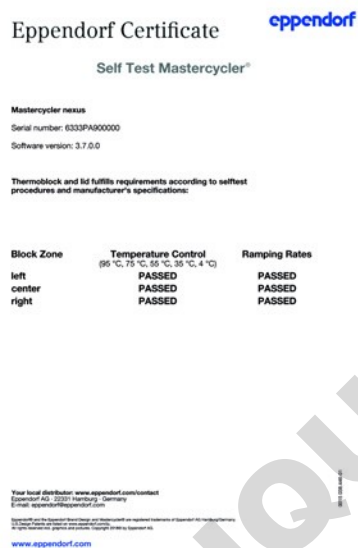 eppendorf
Eppendorf Certificate
Self Test Mastercycler®
Mastercycler nexus
Serial number: 6333PA900000
Software version: 3.7.0.0
Thermoblock and lid fulfills requirements according to selftest
procedures and manufacturer's specifications:
Block Zone Temperature Control Ramping Rates
(95 °C, 75 °C, 55 °C, 35 °C, 4 °C)
left PASSED PASSED
center PASSED PASSED
right PASSED PASSED
Your local distributor: www.eppendorf.com/contact
Eppendorf AG · 22331 Hamburg · Germany
E-mail: eppendorf@eppendorf.com
www.eppendorf.com